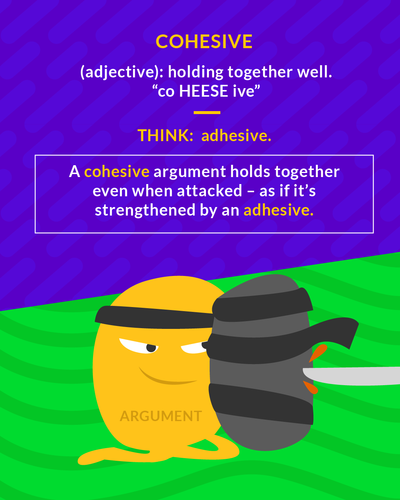 COHESIVE
(adjective): holding together well.
“co HEESE ive”
THINK: adhesive.
A cohesive argument holds together
even when attacked – as if it’s
strengthened by an adhesive.
ARGUMENT